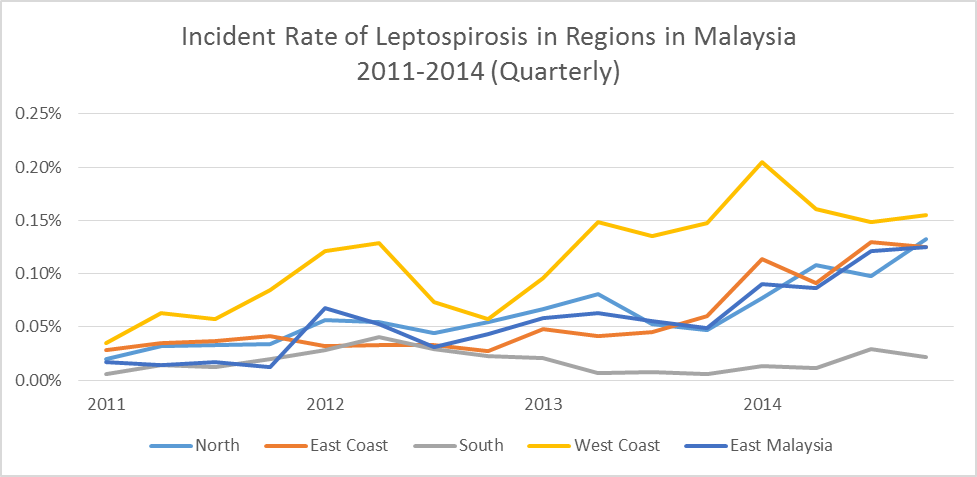 Incident Rate of Leptospirosis in Regions in Malaysia
2011-2014 (Quarterly)
0.25%
0.20%
0.15%
0.10%
0.05%
0.00%
2011 2012 2013 2014
North East Coast South West Coast East Malaysia